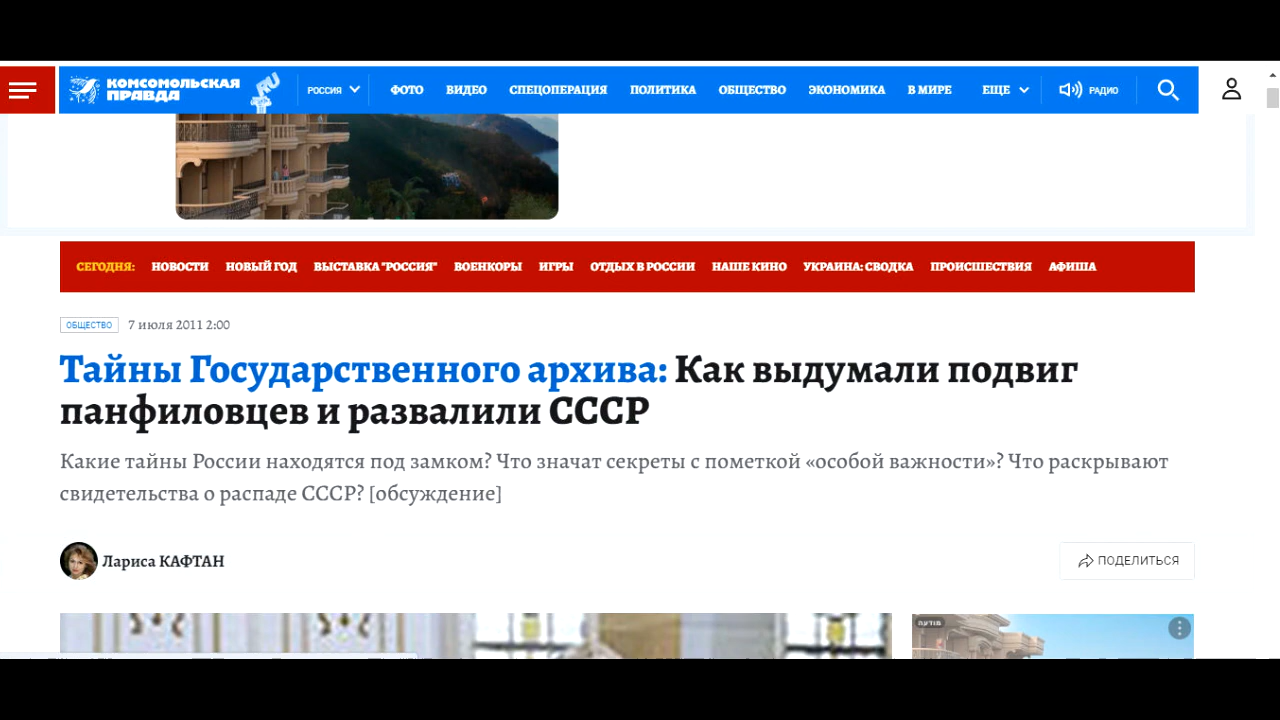 КОМСОМОЛЬСКАЯ
ПРАВДА
.RU
РОССИЯ ФОТО ВИДЕО СПЕЦОПЕРАЦИЯ ПОЛИТИКА ОБЩЕСТВО ЭКОНОМИКА В МИРЕ ЕЩЕ РАДИО
СЕГОДНЯ: НОВОСТИ НОВЫЙ ГОД ВЫСТАВКА "РОССИЯ" ВОЕНКОРЫ ИГРЫ ОТДЫХ В РОССИИ НАШЕ КИНО УКРАИНА: СВОДКА ПРОИСШЕСТВИЯ АФИША
ОБЩЕСТВО 7 июля 2011 2:00
Тайны Государственного архива: Как выдумали подвиг
панфиловцев и развалили СССР
Какие тайны России находятся под замком? Что значат секреты с пометкой «особой важности»? Что раскрывают
свидетельства о распаде СССР? [обсуждение]
Лариса КАФТАН
ПОДЕЛИТЬСЯ
מודעה